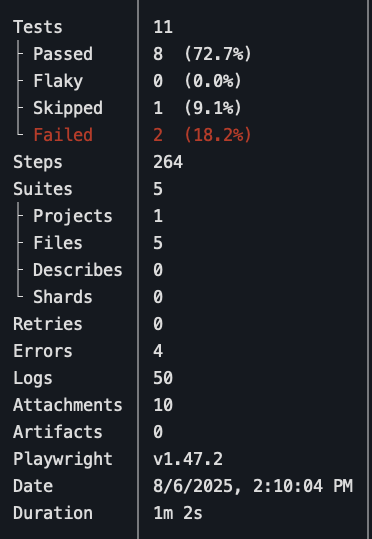 Tests 11
├ Passed 8 (72.7%)
├ Flaky 0 (0.0%)
├ Skipped 1 (9.1%)
└ Failed 2 (18.2%)
Steps 264
Suites 5
├ Projects 1
├ Files 5
├ Describes 0
└ Shards 0
Retries 0
Errors 4
Logs 50
Attachments 10
Artifacts 0
Playwright v1.47.2
Date 8/6/2025, 2:10:04 PM
Duration 1m 2s